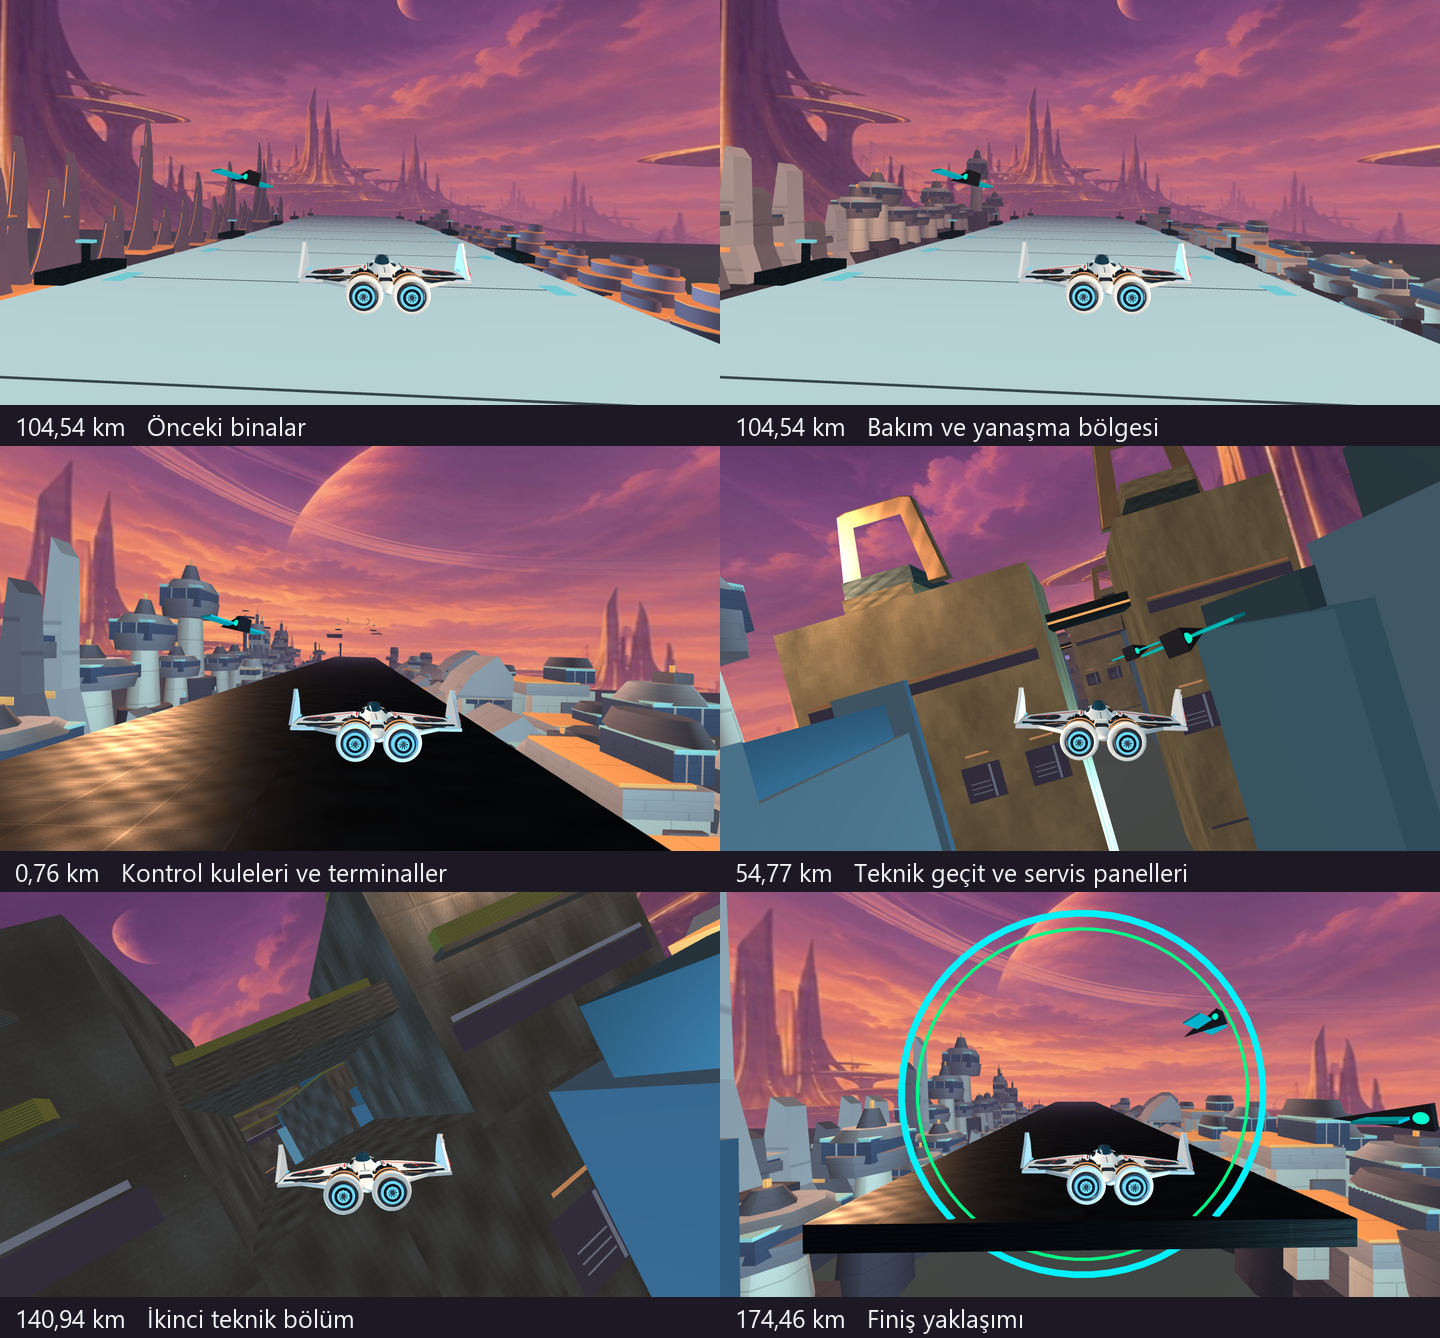 104,54 km Önceki binalar
104,54 km Bakım ve yanaşma bölgesi
0,76 km Kontrol kuleleri ve terminaller
54,77 km Teknik geçit ve servis panelleri
140,94 km İkinci teknik bölüm
174,46 km Finiş yaklaşımı